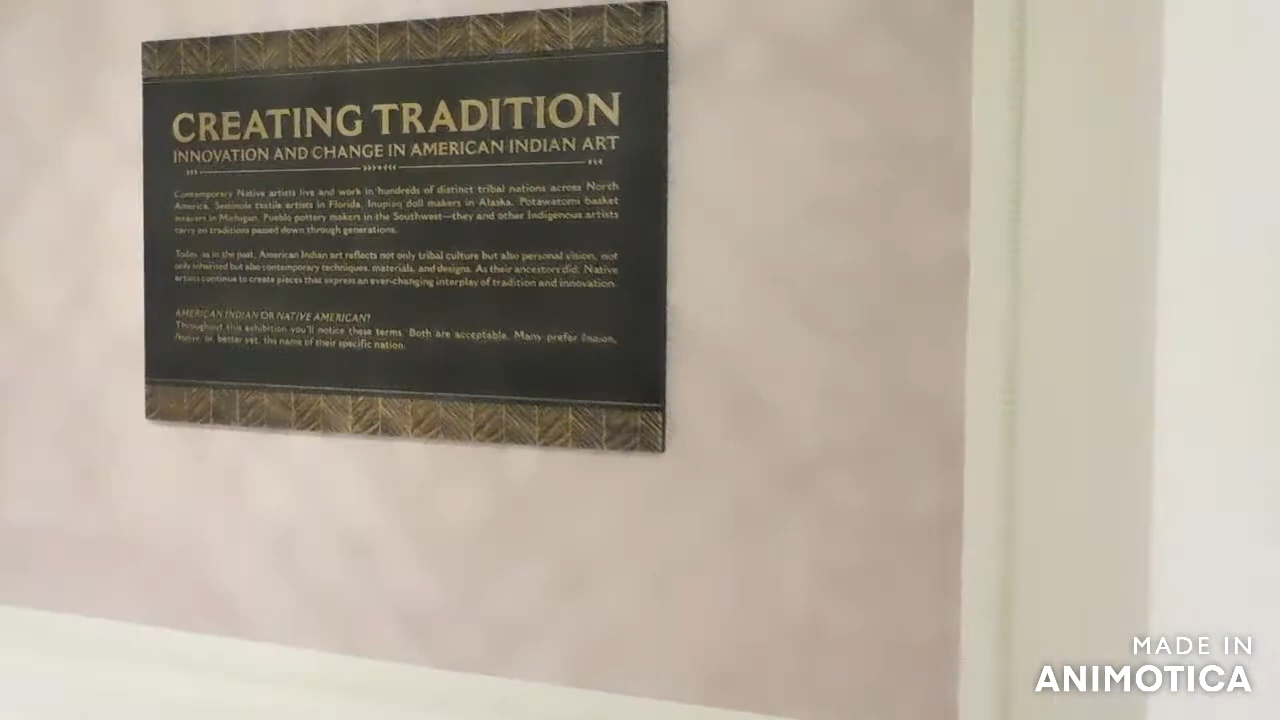 CREATING TRADITION
INNOVATION AND CHANGE IN AMERICAN INDIAN ART
Contemporary Native artists live and work in hundreds of distinct tribal nations across North
America. Seminole textile artists in Florida, Inupiaq doll makers in Alaska, Potawatomi basket
weavers in Michigan, Pueblo pottery makers in the Southwest—they and other Indigenous artists
carry on traditions passed down through generations.
Today, as in the past, American Indian art reflects not only tribal culture but also personal vision, not
only inherited but also contemporary techniques, materials, and designs. As their ancestors did, Native
artists continue to create pieces that express an ever-changing interplay of tradition and innovation.
AMERICAN INDIAN OR NATIVE AMERICAN?
Throughout this exhibition you'll notice these terms. Both are acceptable. Many prefer Indian,
Native, or, better yet, the name of their specific nation.
MADE IN
ANIMOTICA